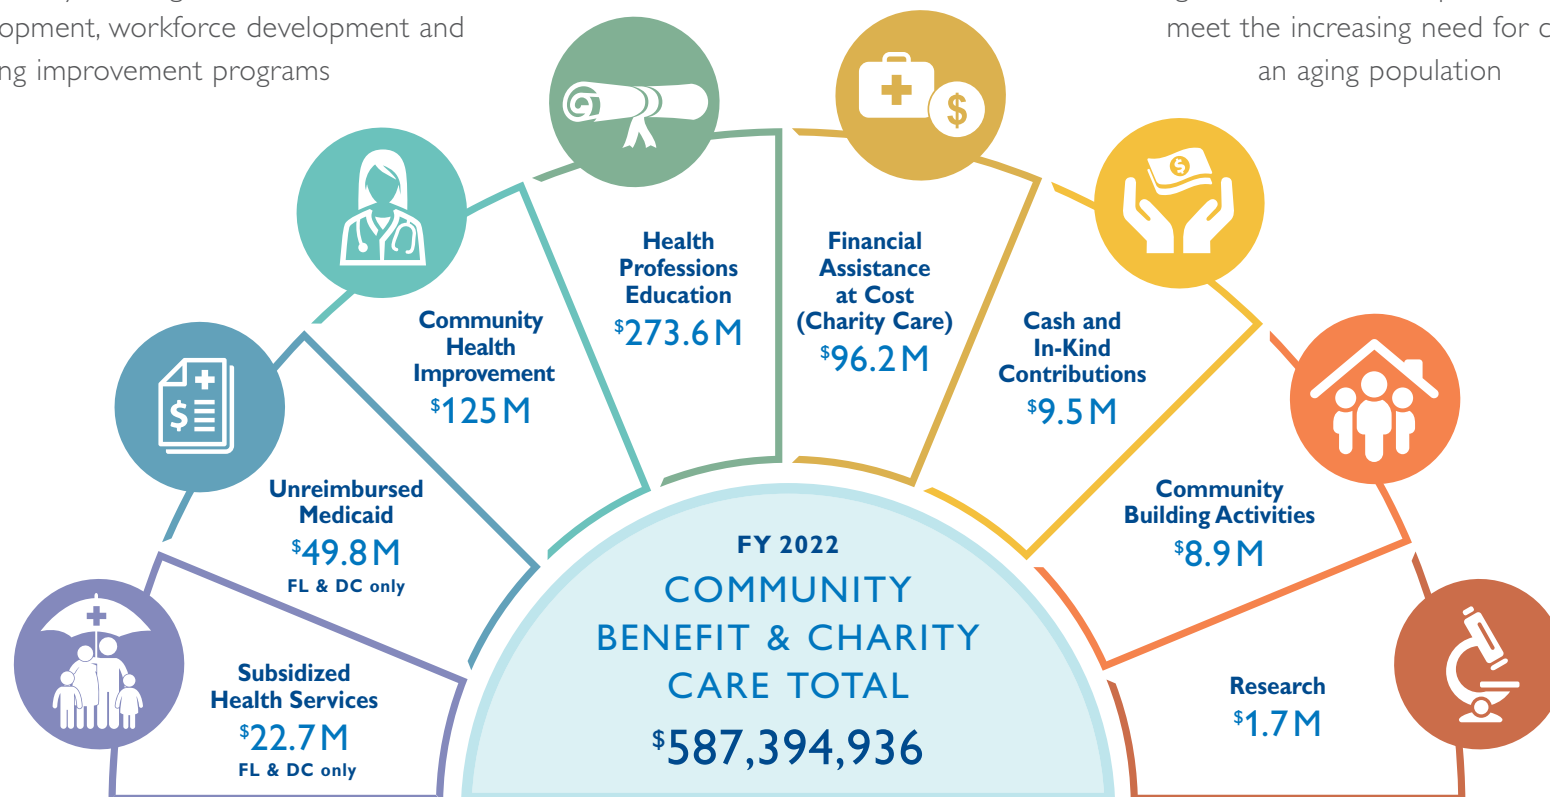 opment, workforce development and
ng improvement programs
meet the increasing need for
an aging population
Subsidized
Health Services
$22.7M
FL & DC only
Unreimbursed
Medicaid
$49.8M
FL & DC only
Community
Health
Improvement
$125M
Health
Professions
Education
$273.6M
Financial
Assistance
at Cost
(Charity Care)
$96.2M
Cash and
In-Kind
Contributions
$9.5M
Community
Building Activities
$8.9M
Research
$1.7M
FY 2022
COMMUNITY
BENEFIT & CHARITY
CARE TOTAL
$587,394,936
$
$
$